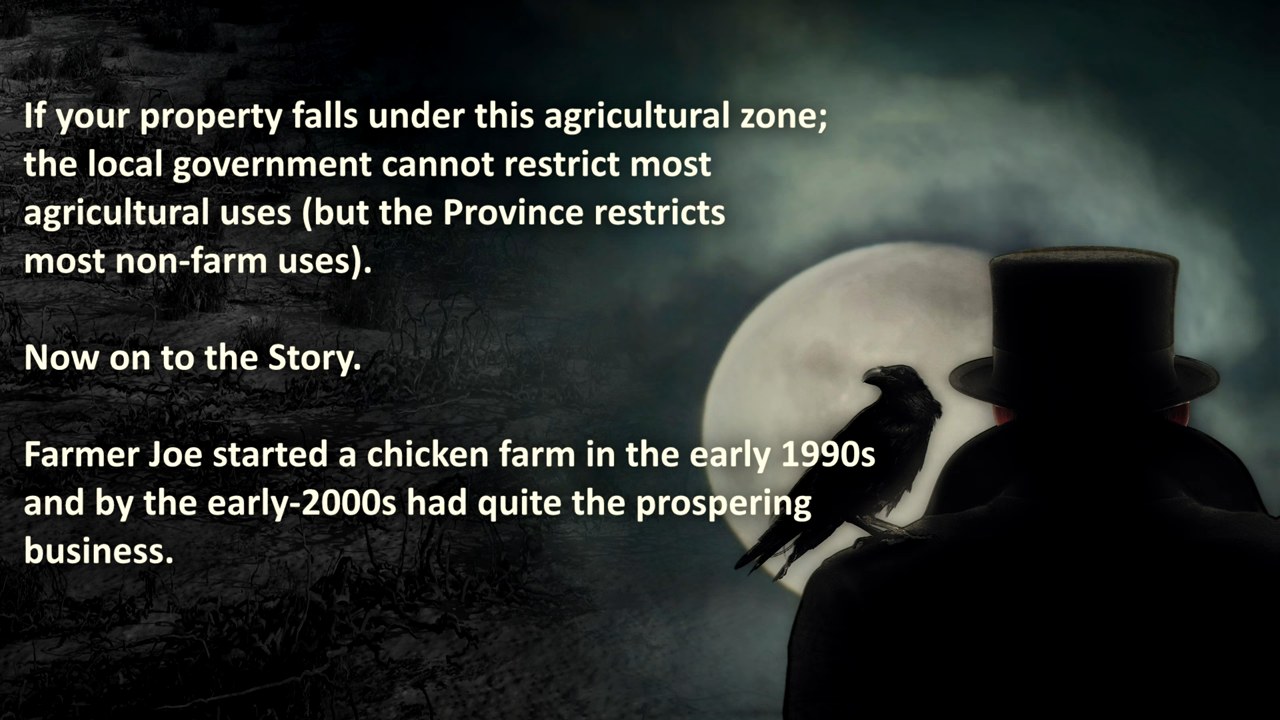 If your property falls under this agricultural zone;
the local government cannot restrict most
agricultural uses (but the Province restricts
most non-farm uses).
Now on to the Story.
Farmer Joe started a chicken farm in the early 1990s
and by the early-2000s had quite the prospering
business.